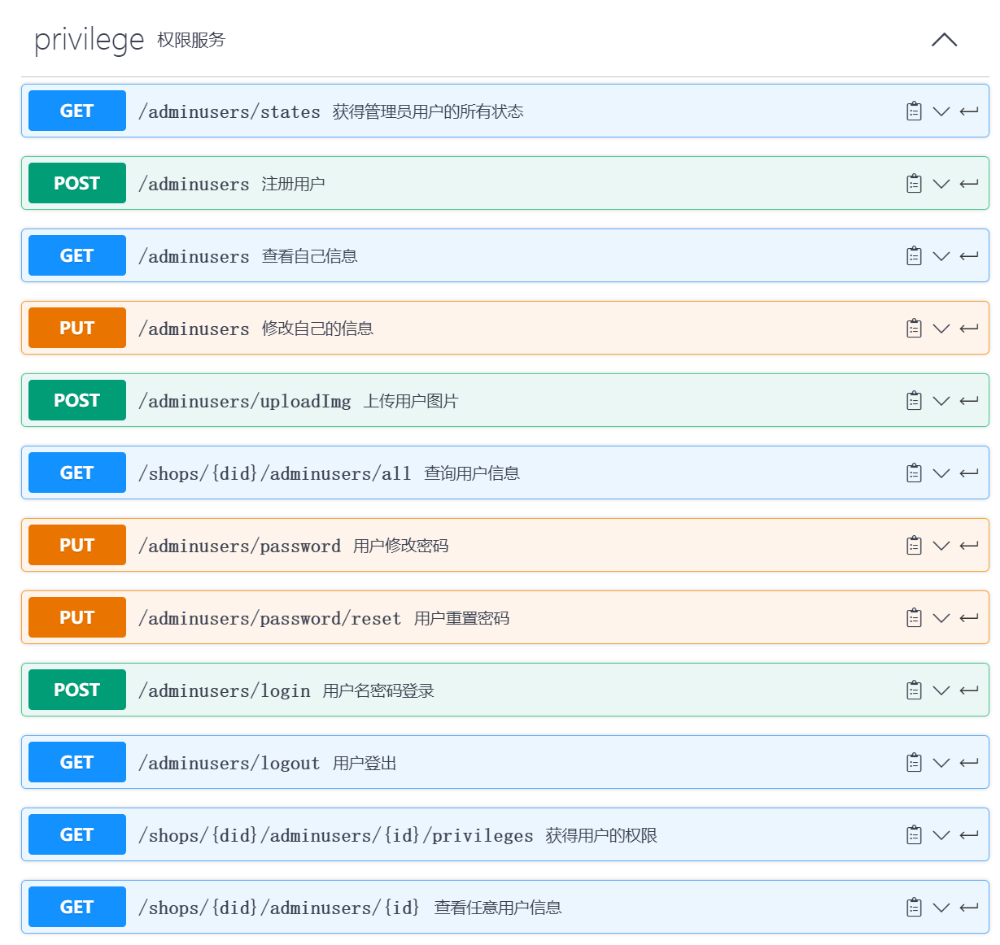 privilege 权限服务
GET /adminusers/states 获得管理员用户的所有状态
POST /adminusers 注册用户
GET /adminusers 查看自己信息
PUT /adminusers 修改自己的信息
POST /adminusers/uploadImg 上传用户图片
GET /shops/{did}/adminusers/all 查询用户信息
PUT /adminusers/password 用户修改密码
PUT /adminusers/password/reset 用户重置密码
POST /adminusers/login 用户名密码登录
GET /adminusers/logout 用户登出
GET /shops/{did}/adminusers/{id}/privileges 获得用户的权限
GET /shops/{did}/adminusers/{id} 查看任意用户信息